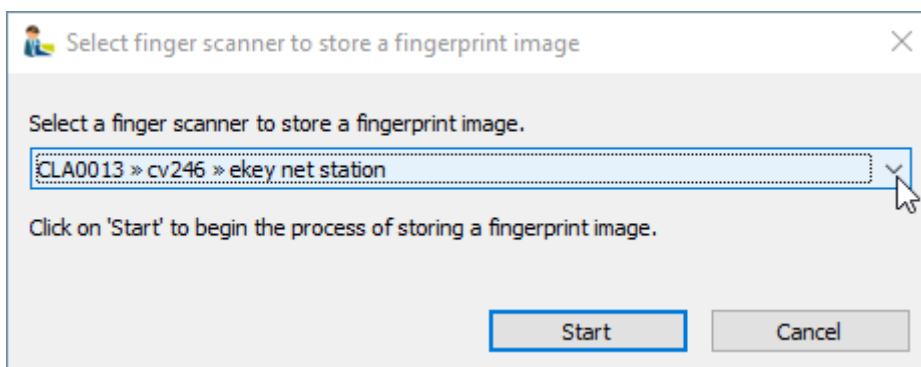 Select finger scanner to store a fingerprint image
Select a finger scanner to store a fingerprint image.
CLA0013 » cv246 » ekey net station
Click on 'Start' to begin the process of storing a fingerprint image.
Start Cancel